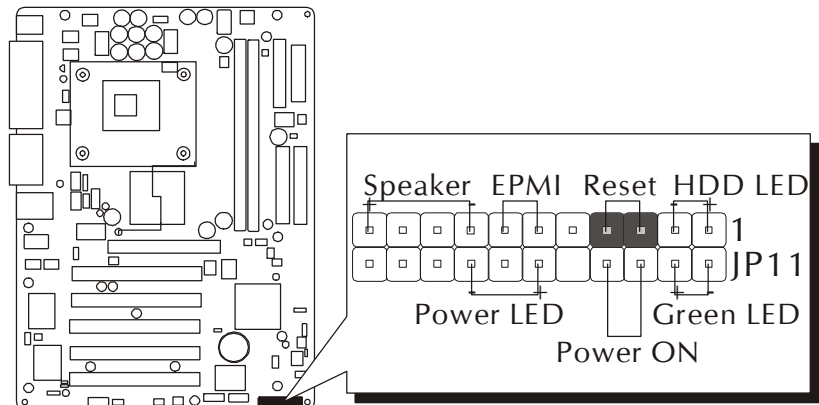 Speaker EPMI Reset HDD LED
1
JP11
Power LED Green LED
Power ON